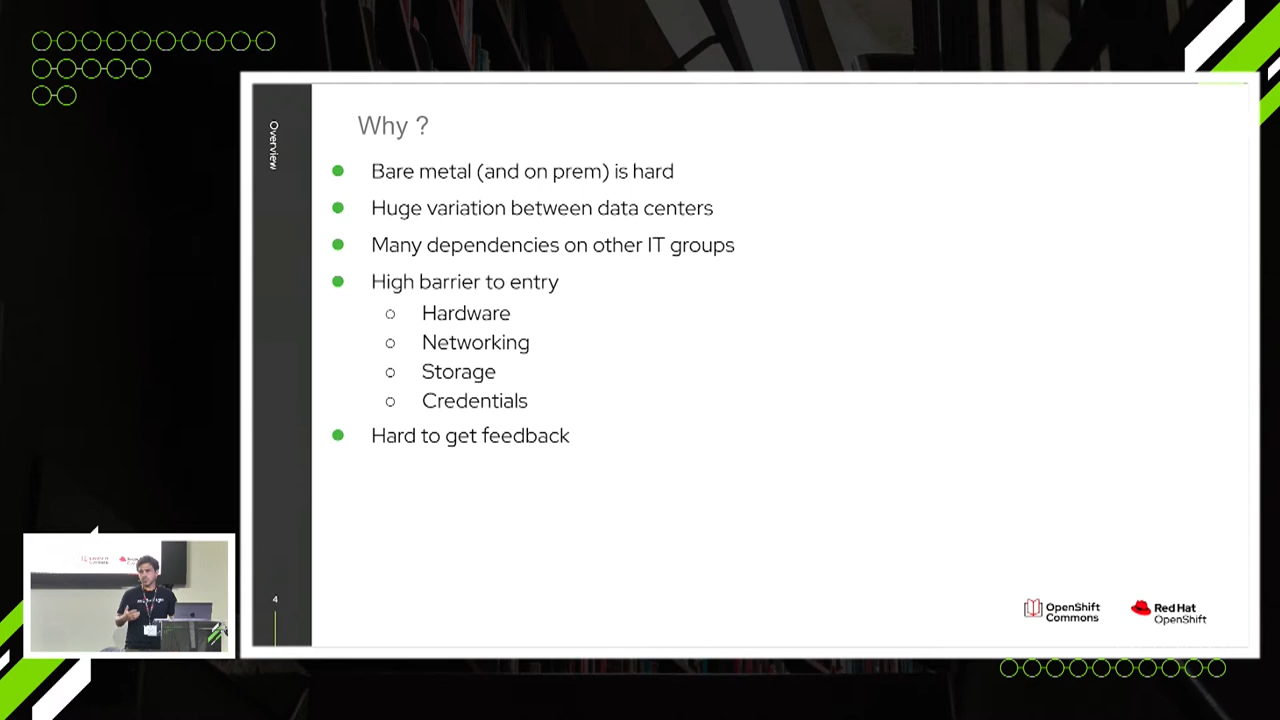 Overview
Why ?
Bare metal (and on prem) is hard
Huge variation between data centers
Many dependencies on other IT groups
High barrier to entry
Hardware
Networking
Storage
Credentials
Hard to get feedback
4
OpenShift
Commons
Red Hat
OpenShift